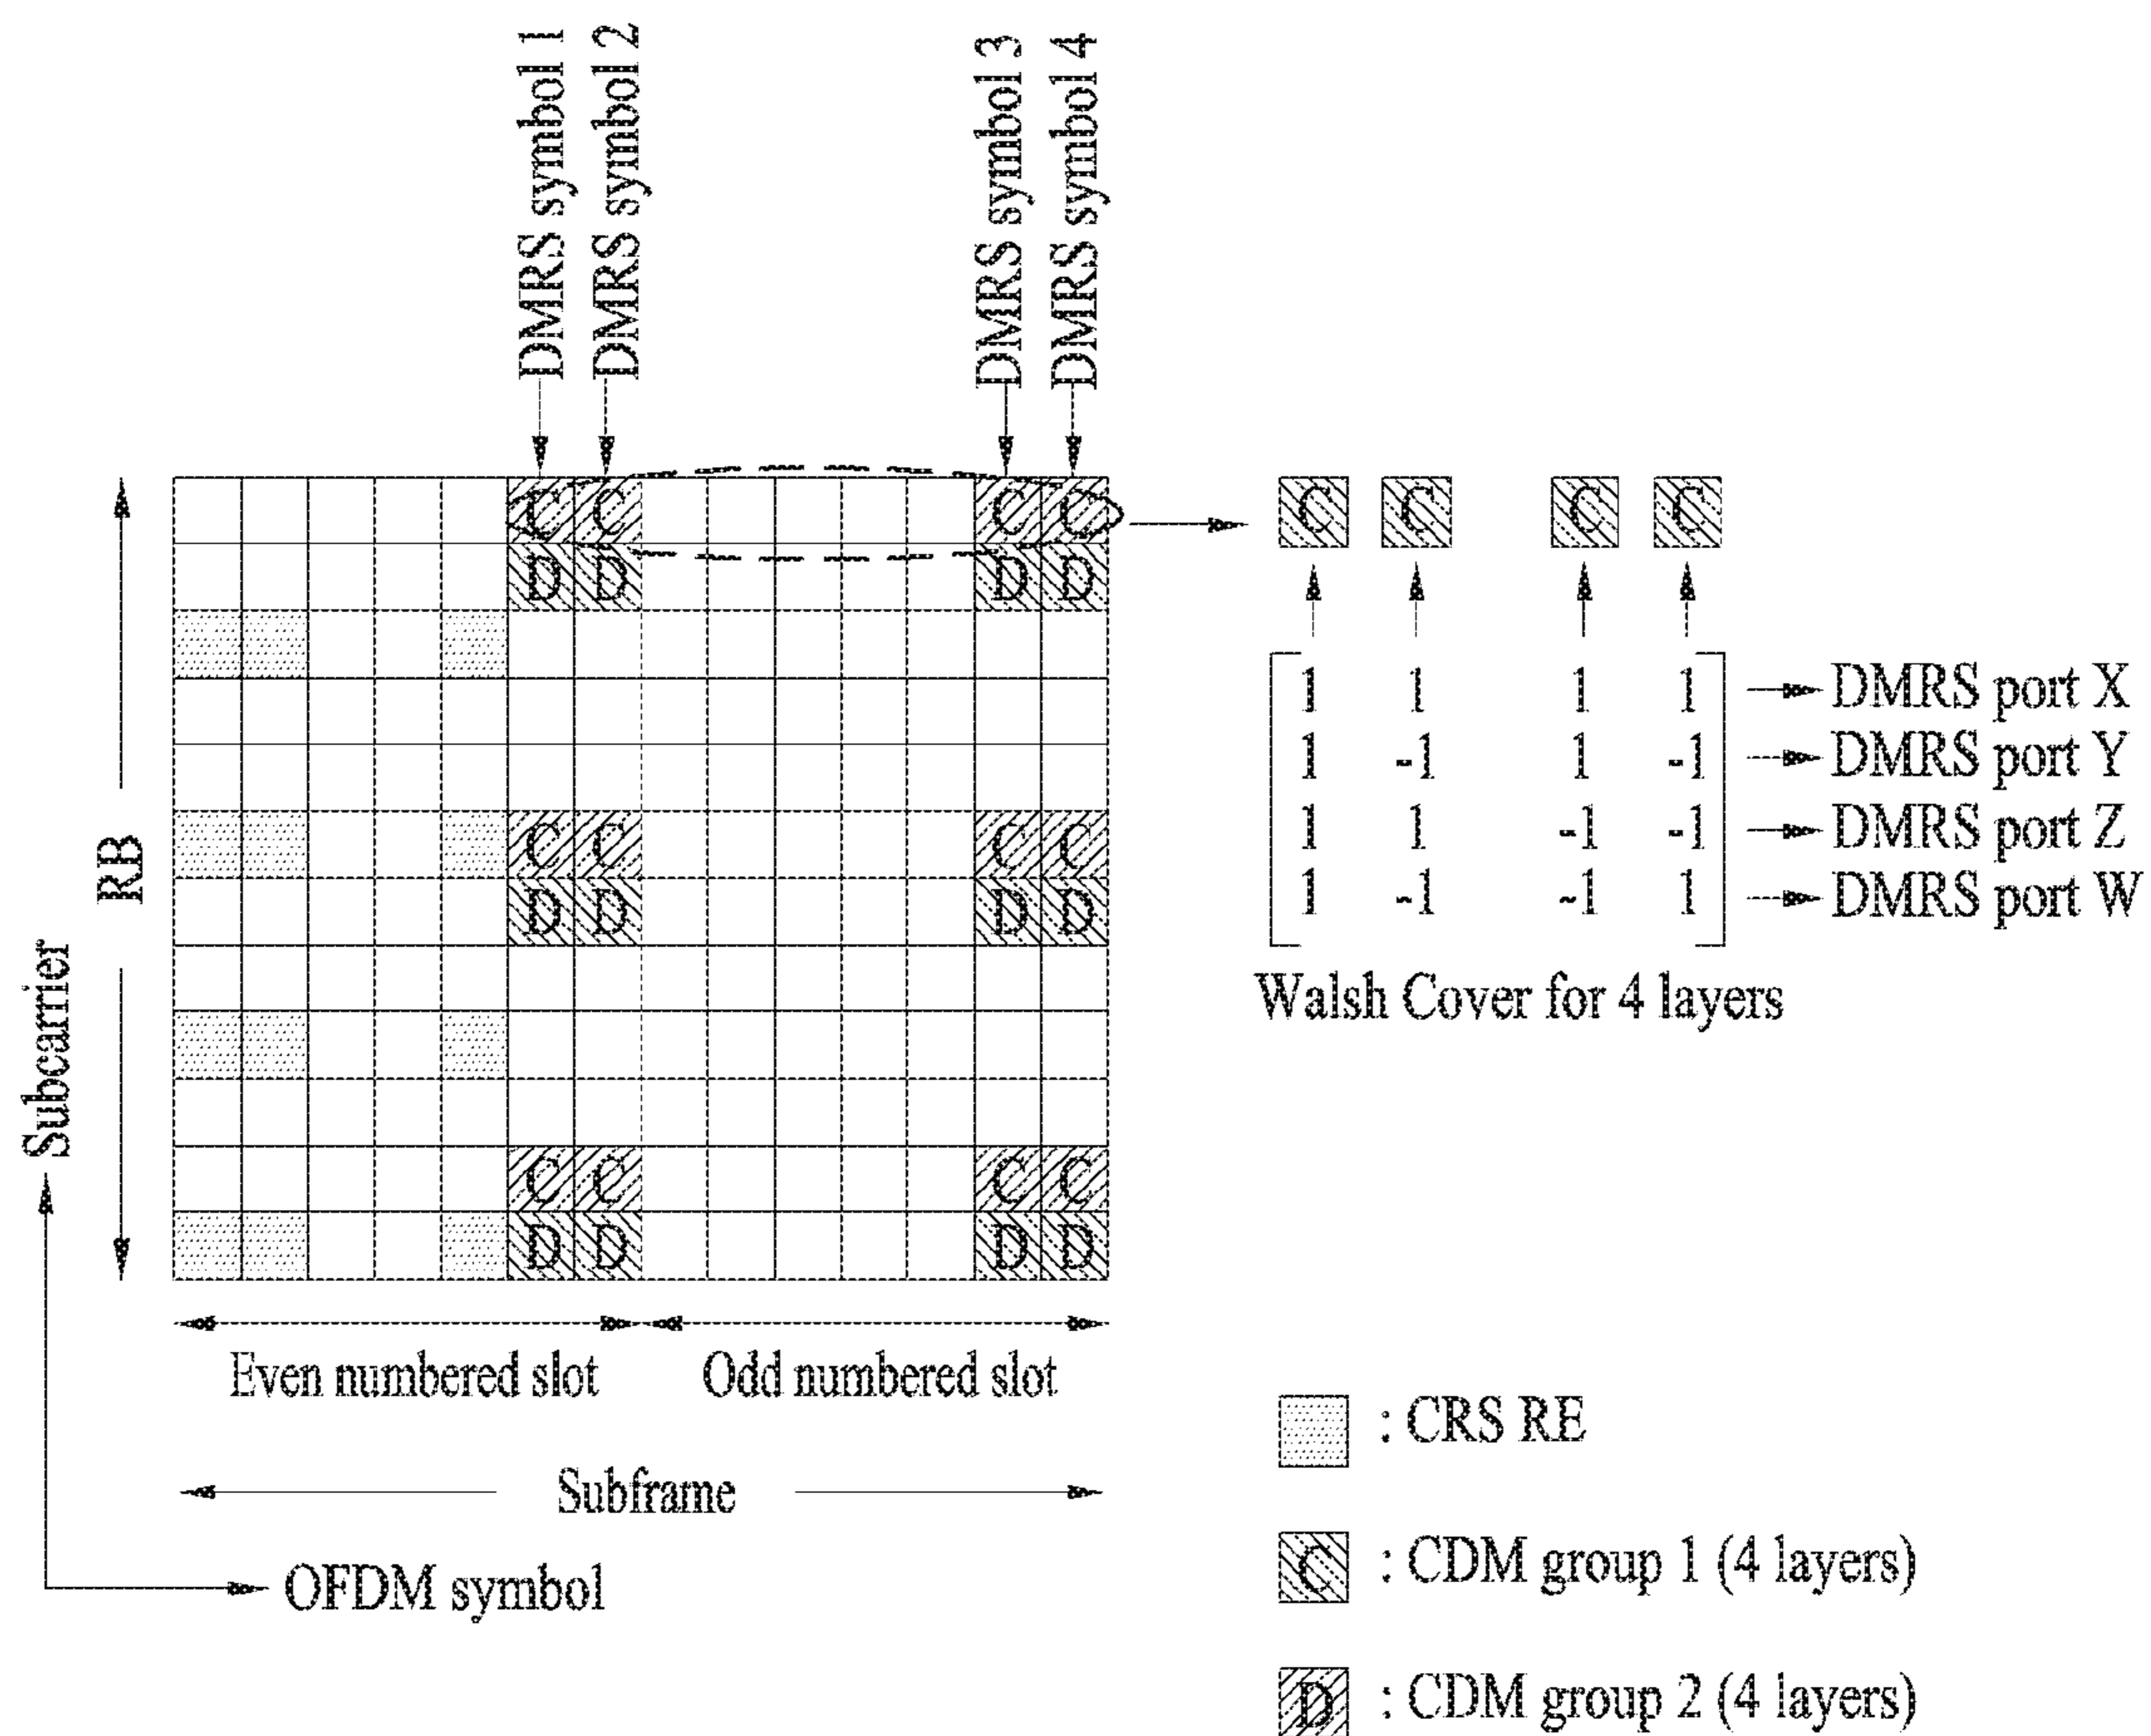 DMRS symbol 1
DMRS symbol 2
DMRS symbol 3
DMRS symbol 4
C C C C
D D D D
C C C C
D D D D
C C C C
D D D D
C C C C
1 1 1 1 DMRS port X
1 -1 1 -1 DMRS port Y
1 1 -1 -1 DMRS port Z
1 -1 -1 1 DMRS port W
Walsh Cover for 4 layers
RB
Subcarrier
Even numbered slot
Odd numbered slot
Subframe
OFDM symbol
: CRS RE
C : CDM group 1 (4 layers)
D : CDM group 2 (4 layers)